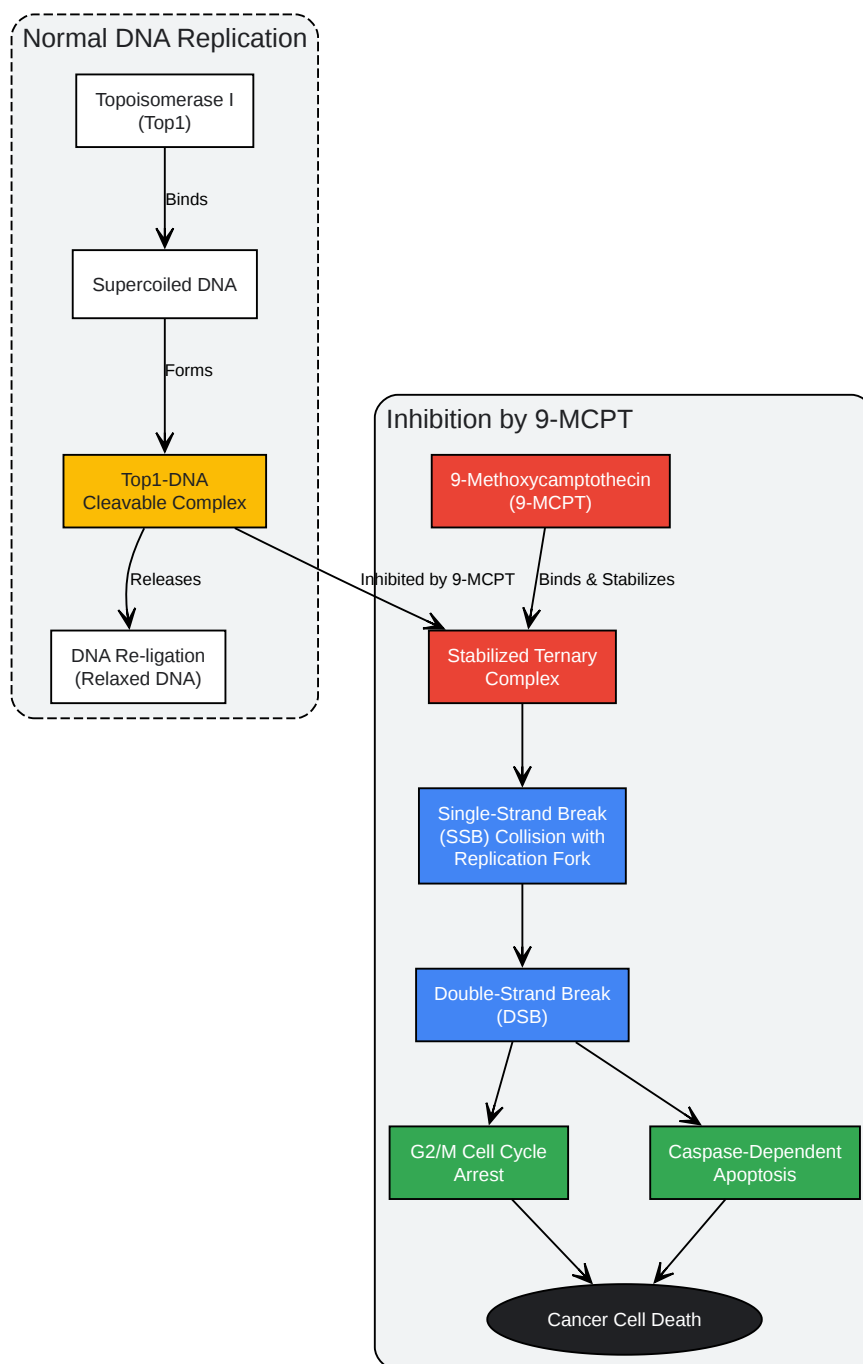 Normal DNA Replication
Topoisomerase I
(Top1)
Binds
Supercoiled DNA
Forms
Top1-DNA
Cleavable Complex
Releases
DNA Re-ligation
(Relaxed DNA)
Inhibition by 9-MCPT
9-Methoxycamptothecin
(9-MCPT)
Inhibited by 9-MCPT
Binds & Stabilizes
Stabilized Ternary
Complex
Single-Strand Break
(SSB) Collision with
Replication Fork
Double-Strand Break
(DSB)
G2/M Cell Cycle
Arrest
Caspase-Dependent
Apoptosis
Cancer Cell Death